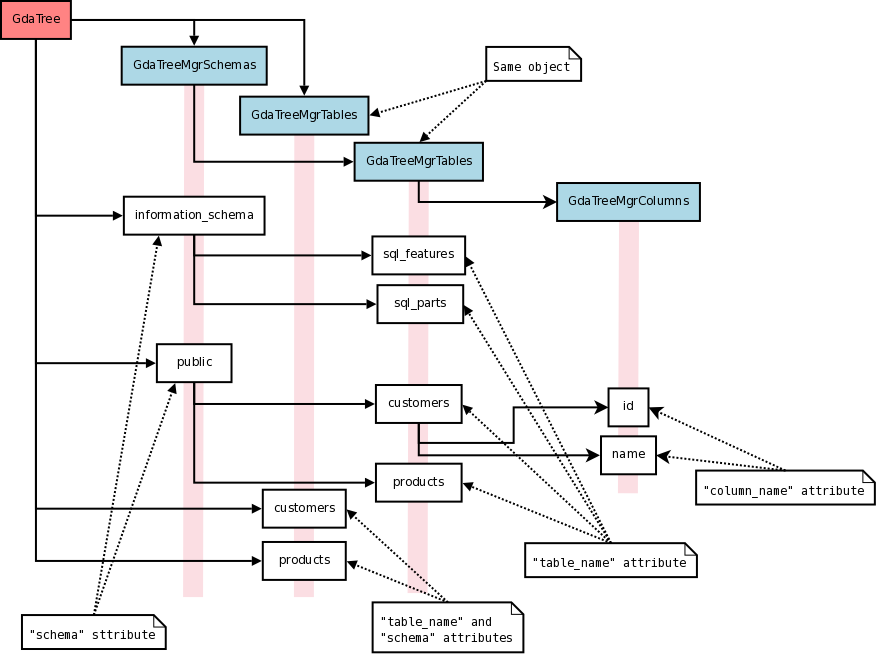 GdaTree
GdaTreeMgrSchemas
Same object
GdaTreeMgrTables
GdaTreeMgrTables
GdaTreeMgrColumns
information_schema
sql_features
sql_parts
public
customers
id
name
products
"column_name" attribute
customers
products
"table_name" attribute
"schema" sttribute
"table_name" and
"schema" attributes